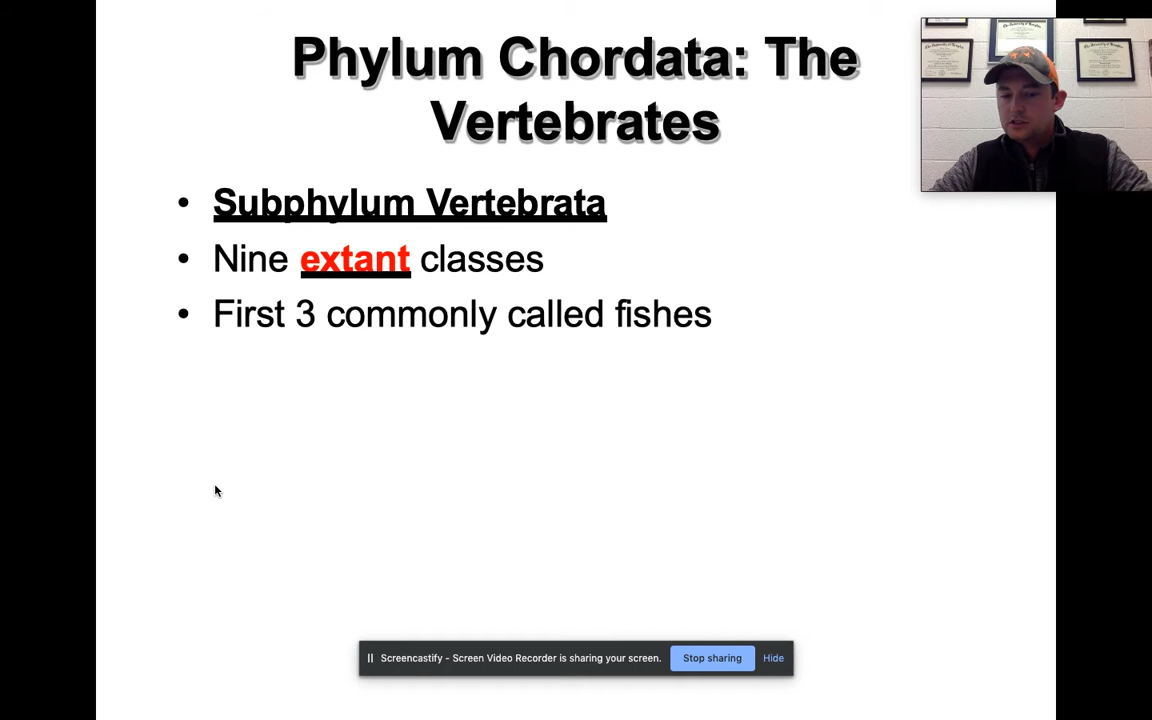 Phylum Chordata: The
Vertebrates
• Subphylum Vertebrata
• Nine extant classes
• First 3 commonly called fishes
Screencastify - Screen Video Recorder is sharing your screen. Stop sharing Hide